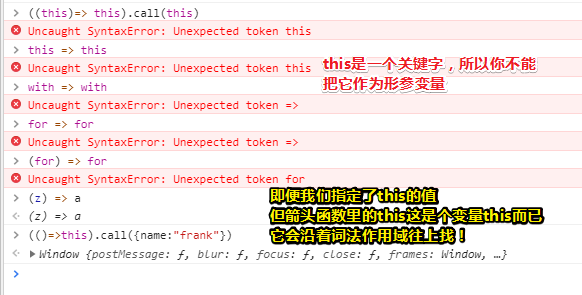 ((this)=> this).call(this)
Uncaught SyntaxError: Unexpected token this
this => this
Uncaught SyntaxError: Unexpected token this
this是一个关键字，所以你不能
把它作为形参变量
with => with
Uncaught SyntaxError: Unexpected token =>
for => for
Uncaught SyntaxError: Unexpected token =>
(for) => for
Uncaught SyntaxError: Unexpected token for
(z) => a
(z) => a
即便我们指定了this的值
但箭头函数里的this这是个变量this而已
它会沿着词法作用域往上找！
(()=>this).call({name:"frank"})
Window {postMessage: ƒ, blur: ƒ, focus: ƒ, close: ƒ, frames: Window, …}